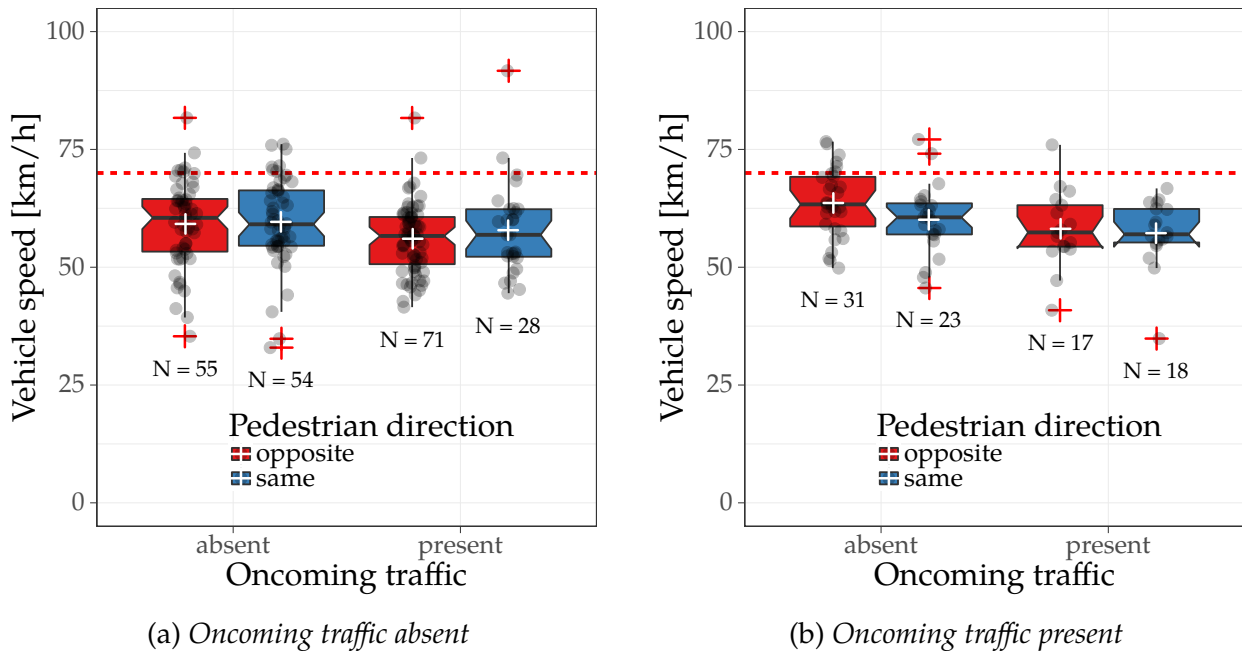 100
75
50
25
0
Vehicle speed [km/h]
N = 55
N = 54
N = 71
N = 28
Pedestrian direction
opposite
same
absent
present
Oncoming traffic
(a) Oncoming traffic absent
100
75
50
25
0
Vehicle speed [km/h]
N = 31
N = 23
N = 17
N = 18
Pedestrian direction
opposite
same
absent
present
Oncoming traffic
(b) Oncoming traffic present